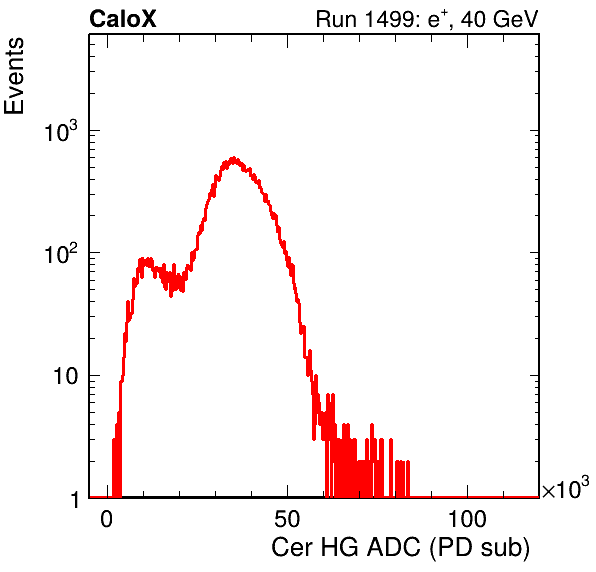 CaloX Run 1499: e⁺, 40 GeV
Events
10³
10²
10
1
0 50 100 ×10³
Cer HG ADC (PD sub)